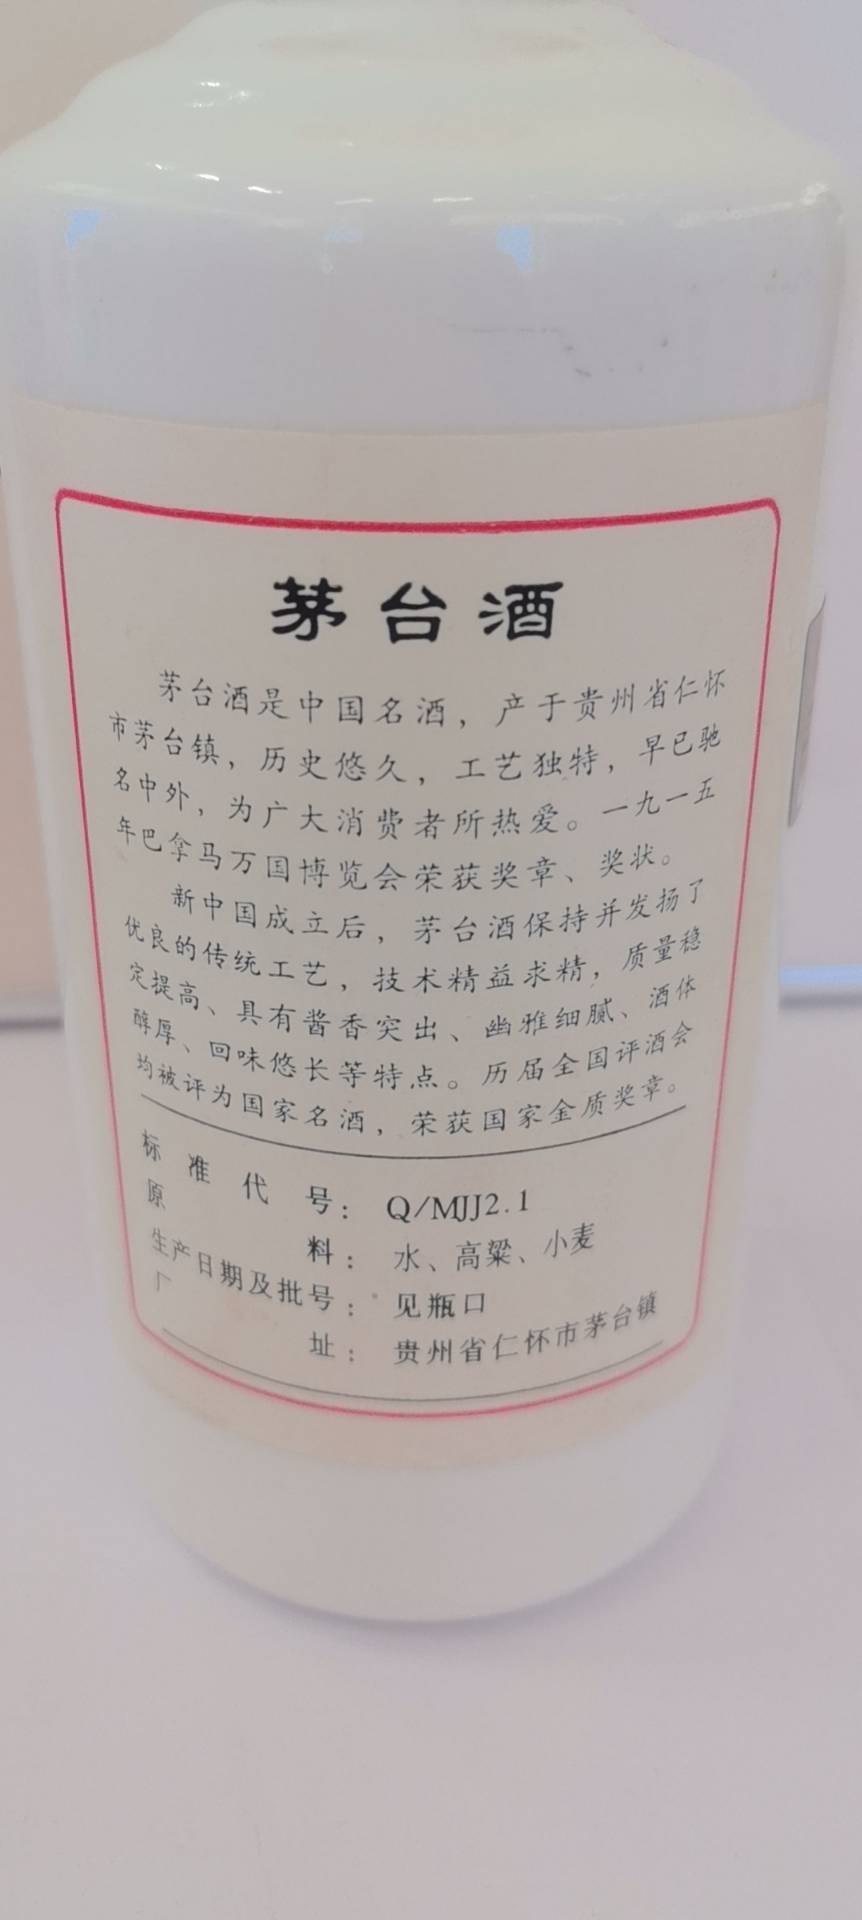 茅台酒
茅台酒是中国名酒，产于贵州省仁怀
市茅台镇，历史悠久，工艺独特，早已驰
名中外，为广大消费者所热爱。一九一五
年巴拿马万国博览会荣获奖章、奖状。
新中国成立后，茅台酒保持并发扬了
优良的传统工艺，技术精益求精，质量稳
定提高、具有酱香突出、幽雅细腻、酒体
醇厚、回味悠长等特点。历届全国评酒会
均被评为国家名酒，荣获国家金质奖章。
标准代号：Q/MJJ2.1
原料：水、高粱、小麦
生产日期及批号：见瓶口
厂址：贵州省仁怀市茅台镇